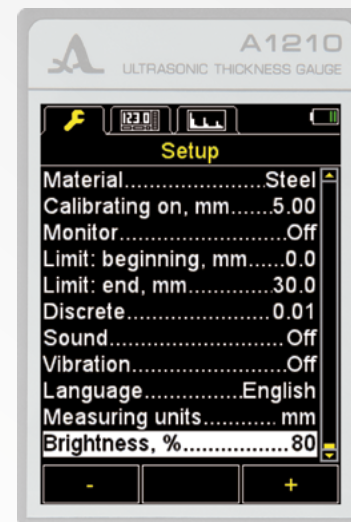 A1210
ULTRASONIC THICKNESS GAUGE
123.0
Setup
Material......................Steel
Calibrating on, mm.......5.00
Monitor..........................Off
Limit: beginning, mm......0.0
Limit: end, mm..............30.0
Discrete........................0.01
Sound...........................Off
Vibration........................Off
Language...............English
Measuring units............ mm
Brightness, %.................80
- +